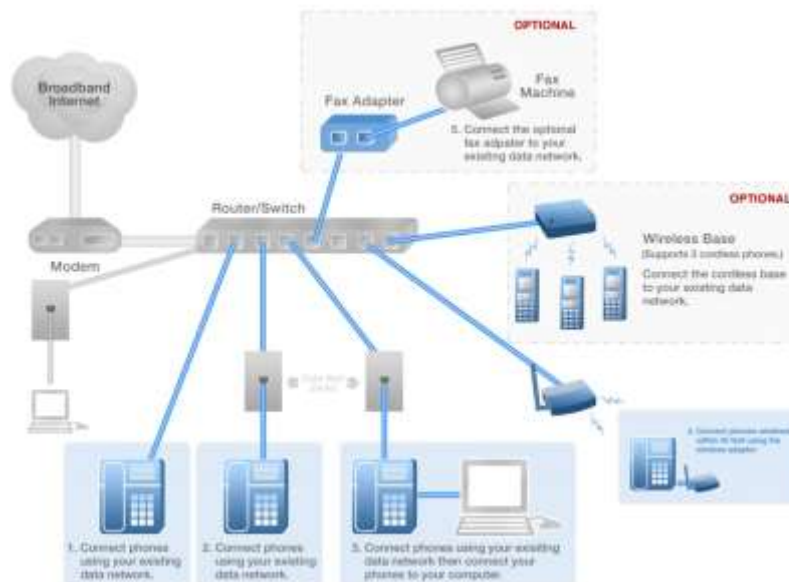 OPTIONAL
Broadband
Internet
Fax Adapter
Fax
Machine
5. Connect the optional
fax adpater to your
existing data network.
Router/Switch
OPTIONAL
Modem
Wireless Base
(Supports 3 cordless phones.)
Connect the cordless base
to your existing data
network.
1. Connect phones
using your existing
data network.
2. Connect phones
using your existing
data network.
3. Connect phones using your existing
data network then connect your
phones to your computer